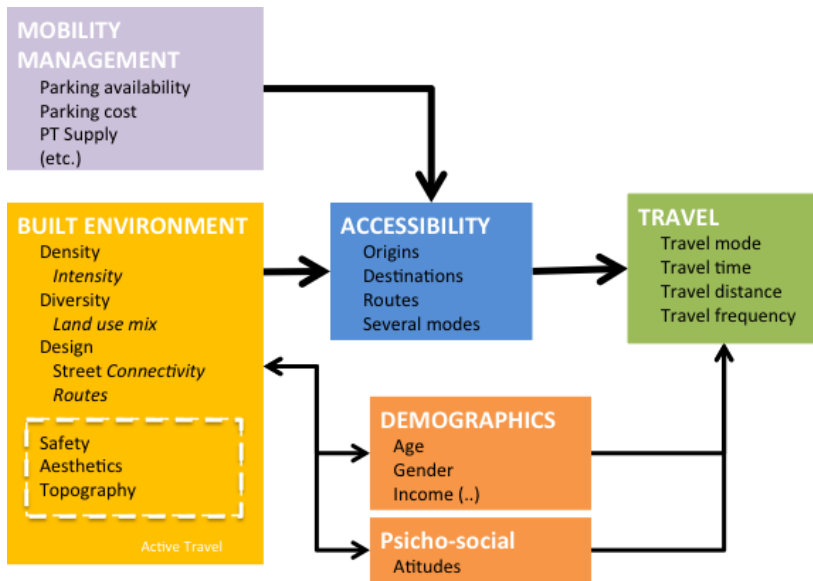 MOBILITY
MANAGEMENT
Parking availability
Parking cost
PT Supply
(etc.)
BUILT ENVIRONMENT
Density
Intensity
Diversity
Land use mix
Design
Street Connectivity
Routes
Safety
Aesthetics
Topography
Active Travel
ACCESSIBILITY
Origins
Destinations
Routes
Several modes
TRAVEL
Travel mode
Travel time
Travel distance
Travel frequency
DEMOGRAPHICS
Age
Gender
Income (..)
Psicho-social
Atitudes